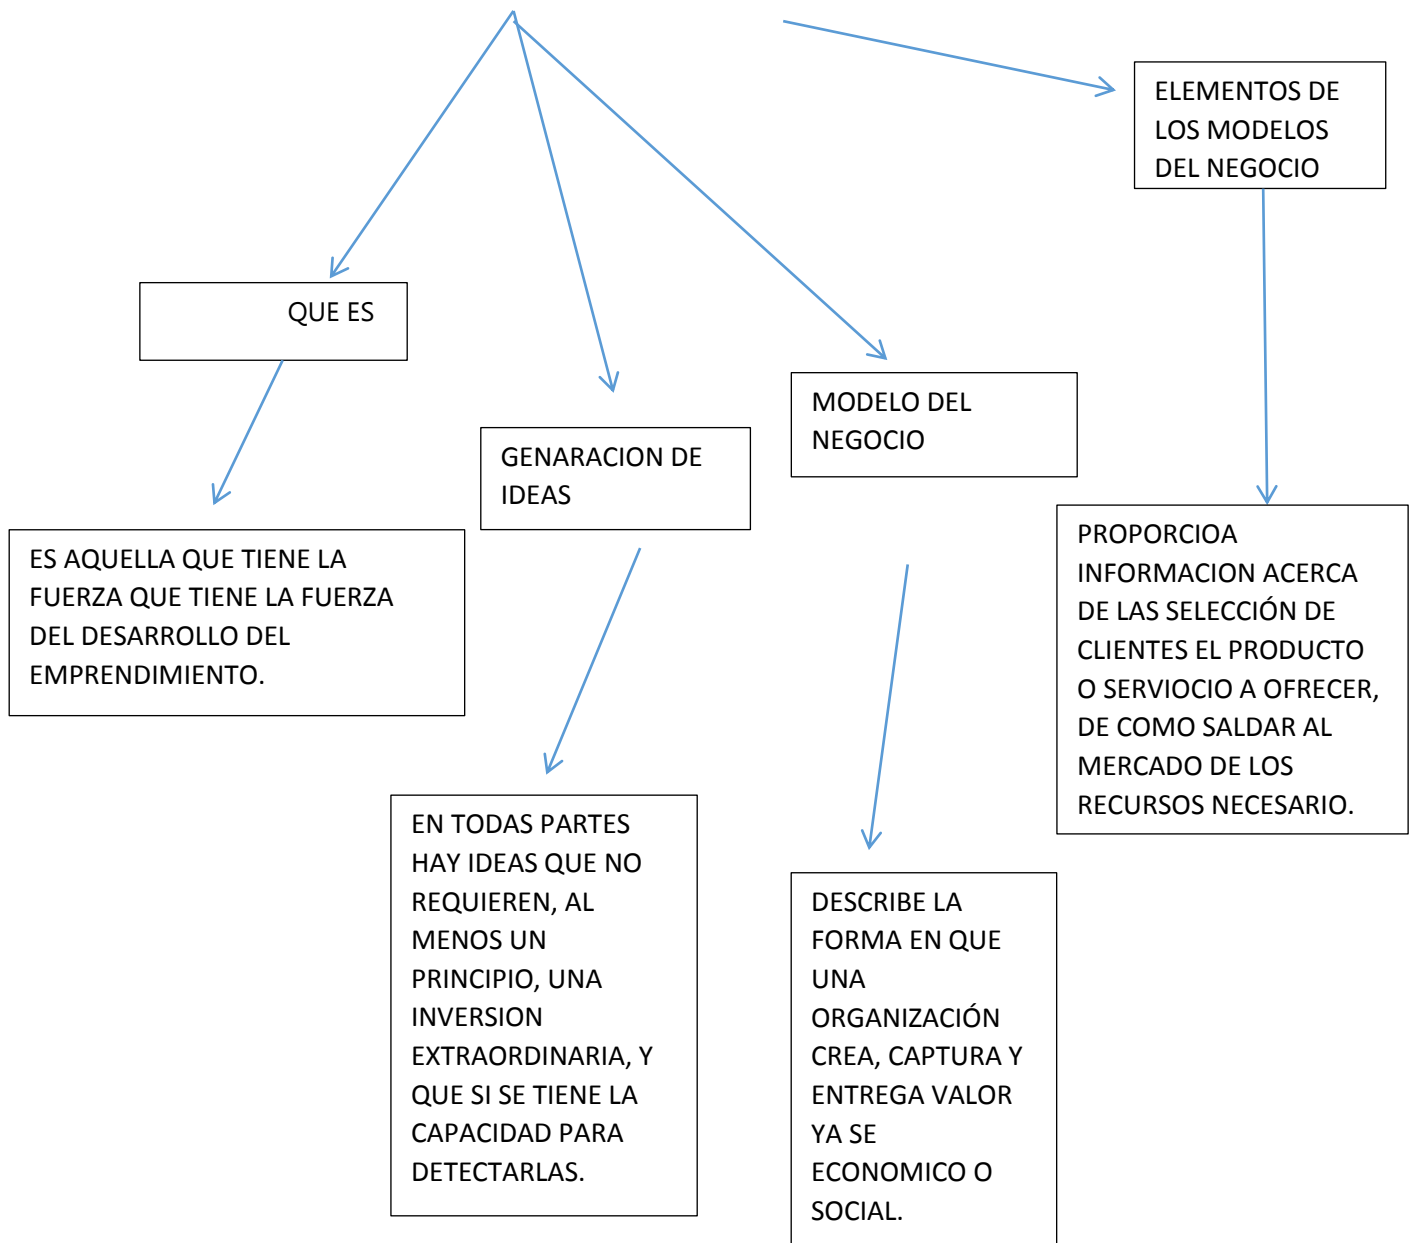 ELEMENTOS DE
LOS MODELOS
DEL NEGOCIO
QUE ES
MODELO DEL
NEGOCIO
GENARACION DE
IDEAS
ES AQUELLA QUE TIENE LA
FUERZA QUE TIENE LA FUERZA
DEL DESARROLLO DEL
EMPRENDIMIENTO.
PROPORCIOA
INFORMACION ACERCA
DE LAS SELECCIÓN DE
CLIENTES EL PRODUCTO
O SERVIOCIO A OFRECER,
DE COMO SALDAR AL
MERCADO DE LOS
RECURSOS NECESARIO.
EN TODAS PARTES
HAY IDEAS QUE NO
REQUIEREN, AL
MENOS UN
PRINCIPIO, UNA
INVERSION
EXTRAORDINARIA, Y
QUE SI SE TIENE LA
CAPACIDAD PARA
DETECTARLAS.
DESCRIBE LA
FORMA EN QUE
UNA
ORGANIZACIÓN
CREA, CAPTURA Y
ENTREGA VALOR
YA SE
ECONOMICO O
SOCIAL.